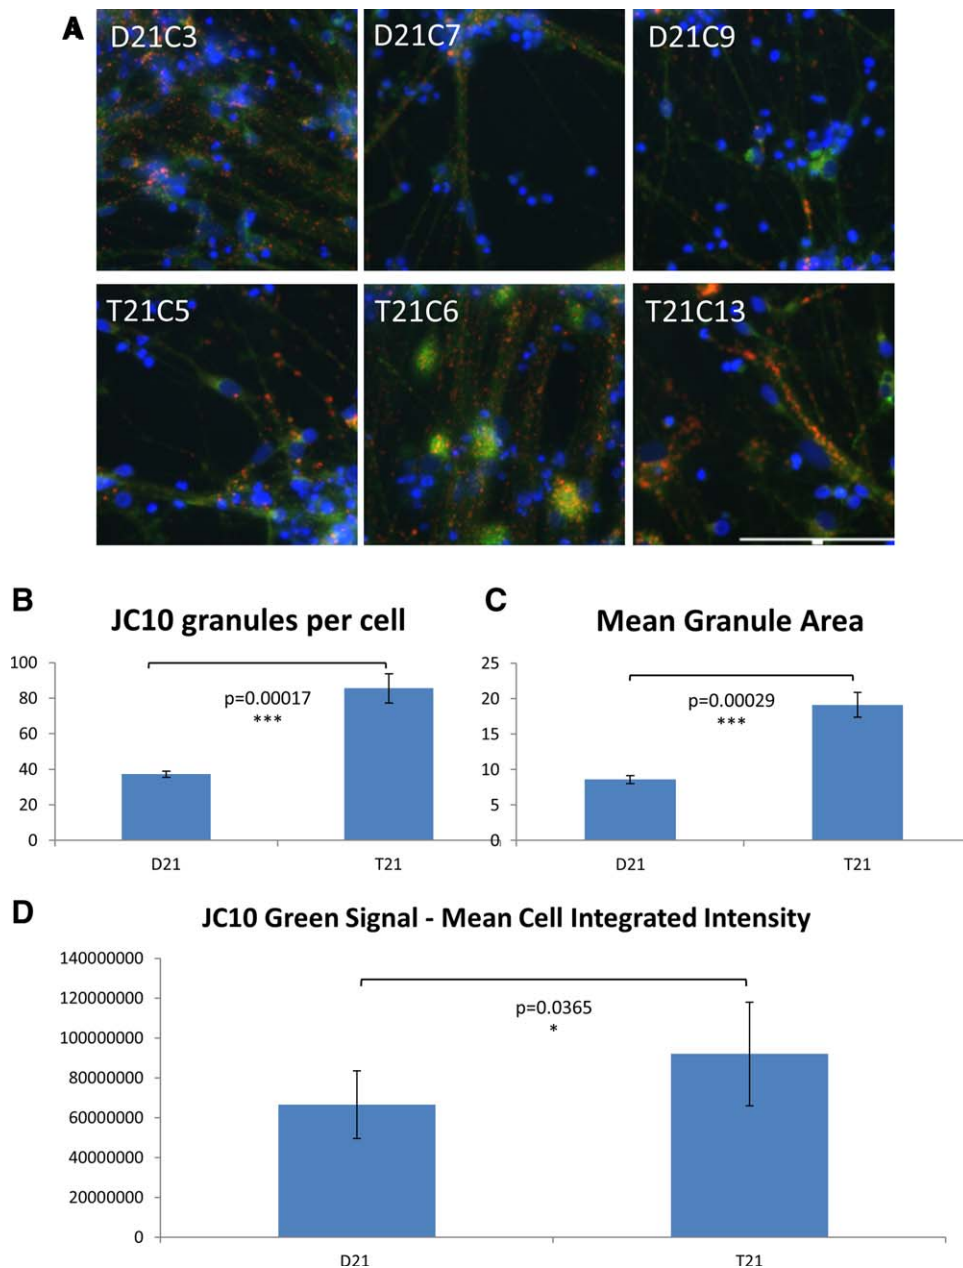 A
D21C3
D21C7
D21C9
T21C5
T21C6
T21C13
B
JC10 granules per cell
100
80
60
40
20
0
p=0.00017
***
D21
T21
C
Mean Granule Area
25
20
15
10
5
0
p=0.00029
***
D21
T21
D
JC10 Green Signal - Mean Cell Integrated Intensity
140000000
120000000
100000000
80000000
60000000
40000000
20000000
0
p=0.0365
*
D21
T21